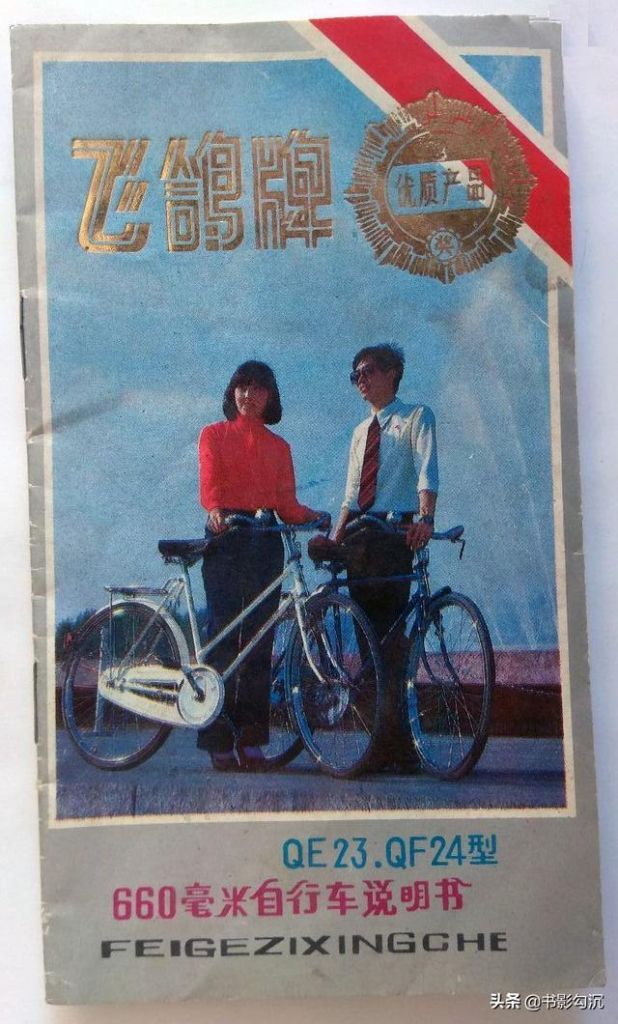 飞鸽牌
优质产品
奖
QE23.QF24型
660毫米自行车说明书
FEIGEZIXINGCHE
头条 @书影勾沉